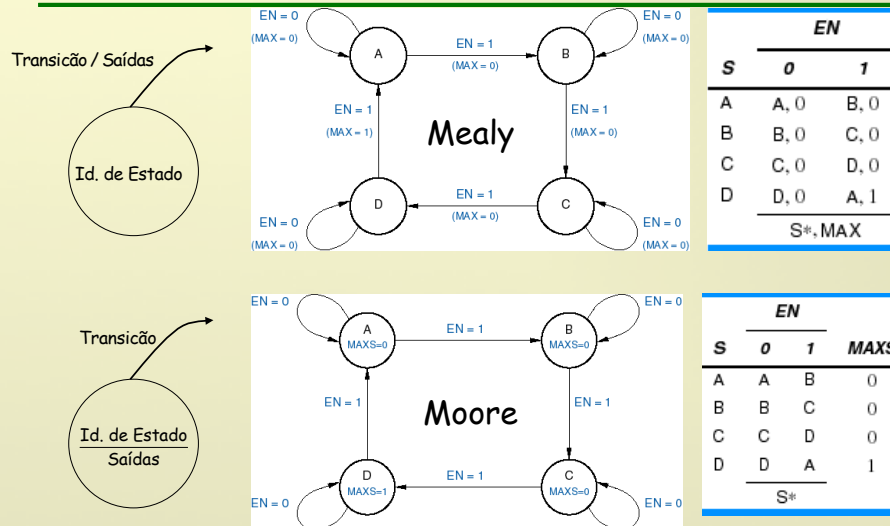 Transicão / Saídas
Id. de Estado
EN = 0
(MAX = 0)
A
EN = 1
(MAX = 0)
B
EN = 0
(MAX = 0)
EN = 1
(MAX = 1)
Mealy
EN = 1
(MAX = 0)
D
EN = 1
(MAX = 0)
C
EN = 0
(MAX = 0)
EN = 0
(MAX = 0)
EN
S 0 1
A A, 0 B, 0
B B, 0 C, 0
C C, 0 D, 0
D D, 0 A, 1
S*, MAX
Transicão
Id. de Estado
Saídas
EN = 0
A
MAXS=0
EN = 1
B
MAXS=0
EN = 0
EN = 1
Moore
EN = 1
D
MAXS=1
EN = 1
C
MAXS=0
EN = 0
EN = 0
EN
S 0 1 MAXS
A A B 0
B B C 0
C C D 0
D D A 1
S*